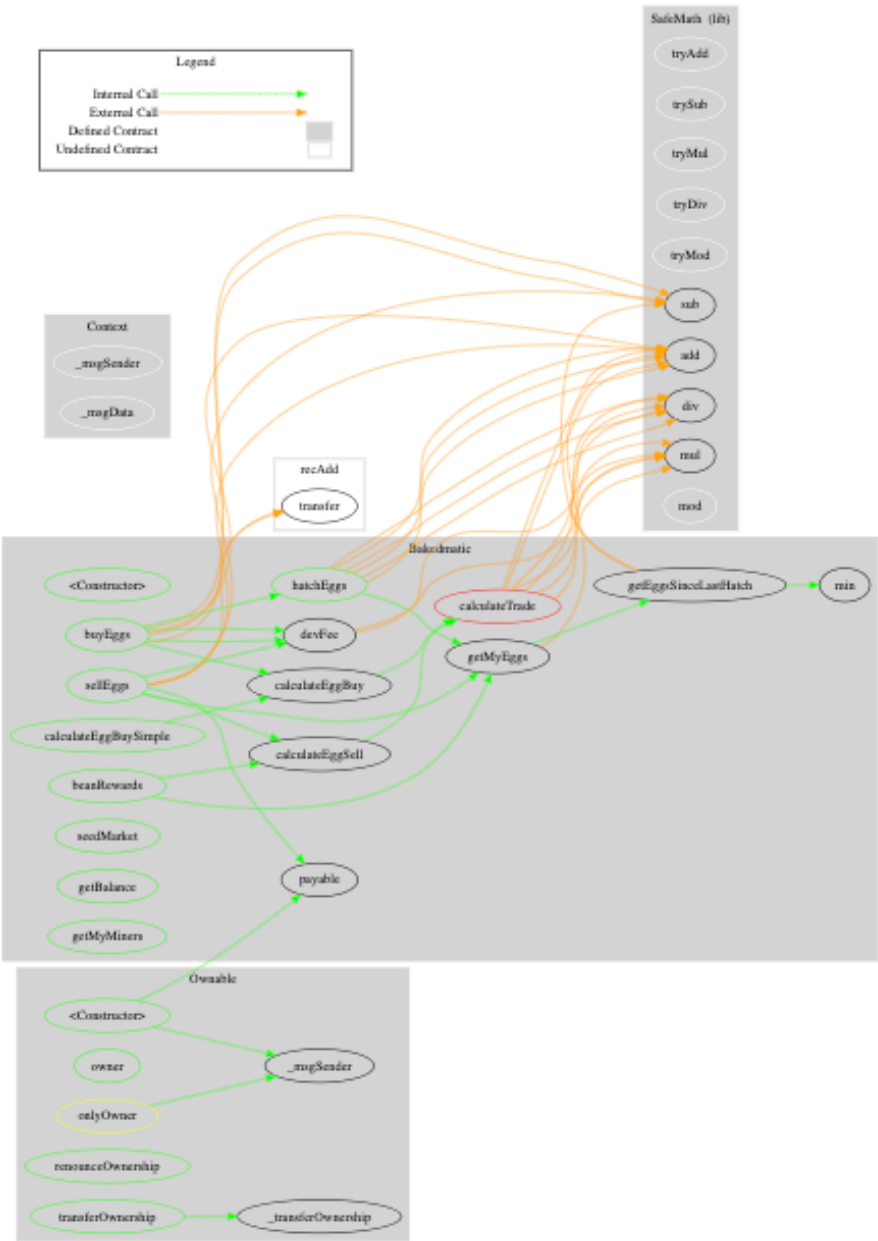 SafeMath (lib)
tryAdd
trySub
tryMul
tryDiv
tryMod
sub
add
div
mul
mod
Legend
Internal Call
External Call
Defined Contract
Undefined Contract
Context
_msgSender
_msgData
recAdd
transfer
Bakedmatic
<Constructor>
hatchEggs
getEggsSinceLastHatch
min
calculateTrade
buyEggs
devFee
getMyEggs
sellEggs
calculateEggBuy
calculateEggBuySimple
calculateEggSell
beanRewards
seedMarket
getBalance
payable
getMyMiners
Ownable
<Constructor>
owner
_msgSender
onlyOwner
renounceOwnership
transferOwnership
_transferOwnership